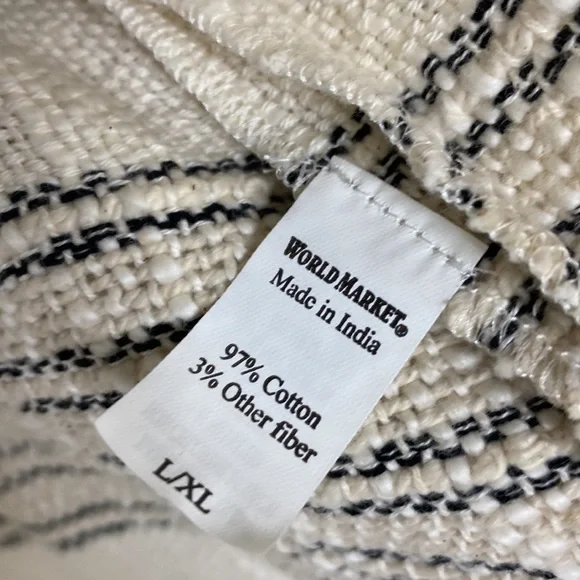 WORLD MARKET®
Made in India
97% Cotton
3% Other fiber
L/XL